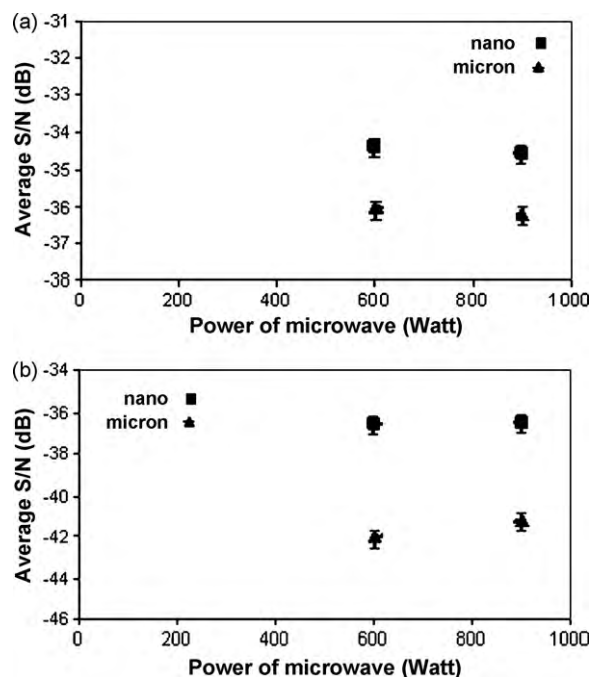 (a)
-31
-32
-33
-34
-35
-36
-37
-38
nano
micron
Average S/N (dB)
0 200 400 600 800 1000
Power of microwave (Watt)
(b)
-34
-36
-38
-40
-42
-44
-46
nano
micron
Average S/N (dB)
0 200 400 600 800 1000
Power of microwave (Watt)